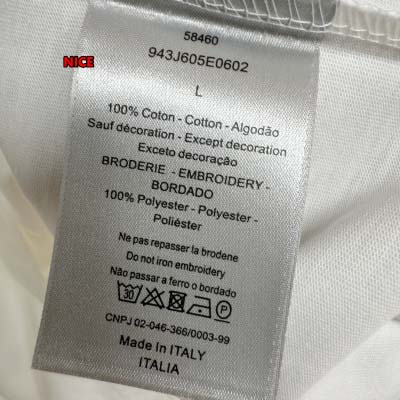 58460
943J605E0602
NICE
L
100% Coton - Cotton - Algodão
Sauf décoration - Except decoration
Exceto decoração
BRODERIE - EMBROIDERY -
BORDADO
100% Polyester - Polyester -
Poliéster
Ne pas repasser la brodene
Do not iron embroidery
Não passar a ferro o bordado
30
CNPJ 02-046-366/0003-99
Made In ITALY
ITALIA